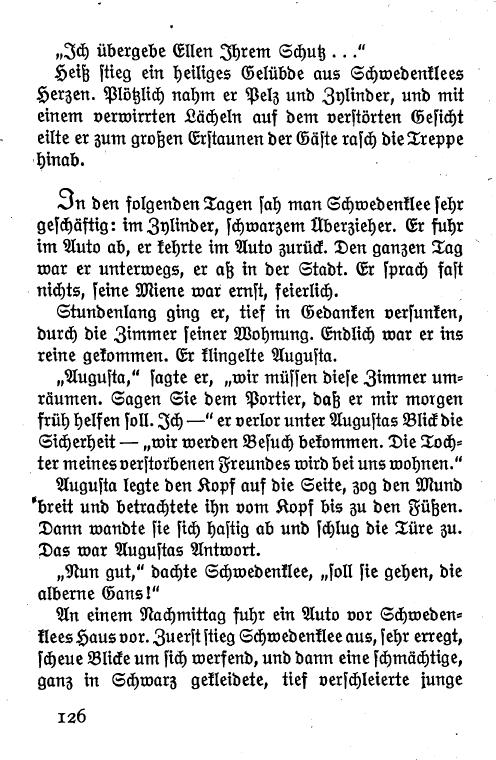 „Ich übergebe Ellen Ihrem Schutz . . .“
Heiß stieg ein heiliges Gelübde aus Schwedenklees
Herzen. Plötzlich nahm er Pelz und Zylinder, und mit
einem verwirrten Lächeln auf dem verstörten Gesicht
eilte er zum großen Erstaunen der Gäste rasch die Treppe
hinab.
In den folgenden Tagen sah man Schwedenklee sehr
geschäftig: im Zylinder, schwarzem Überzieher. Er fuhr
im Auto ab, er kehrte im Auto zurück. Den ganzen Tag
war er unterwegs, er aß in der Stadt. Er sprach fast
nichts, seine Miene war ernst, feierlich.
Stundenlang ging er, tief in Gedanken versunken,
durch die Zimmer seiner Wohnung. Endlich war er ins
reine gekommen. Er klingelte Augusta.
„Augusta,“ sagte er, „wir müssen diese Zimmer um-
räumen. Sagen Sie dem Portier, daß er mir morgen
früh helfen soll. Ich —“ er verlor unter Augustas Blick die
Sicherheit — „wir werden Besuch bekommen. Die Toch-
ter meines verstorbenen Freundes wird bei uns wohnen.“
Augusta legte den Kopf auf die Seite, zog den Mund
breit und betrachtete ihn vom Kopf bis zu den Füßen.
Dann wandte sie sich hastig ab und schlug die Türe zu.
Das war Augustas Antwort.
„Nun gut,“ dachte Schwedenklee, „soll sie gehen, die
alberne Gans!“
An einem Nachmittag fuhr ein Auto vor Schweden-
klees Haus vor. Zuerst stieg Schwedenklee aus, sehr erregt,
scheue Blicke um sich werfend, und dann eine schmächtige,
ganz in Schwarz gekleidete, tief verschleierte junge
126